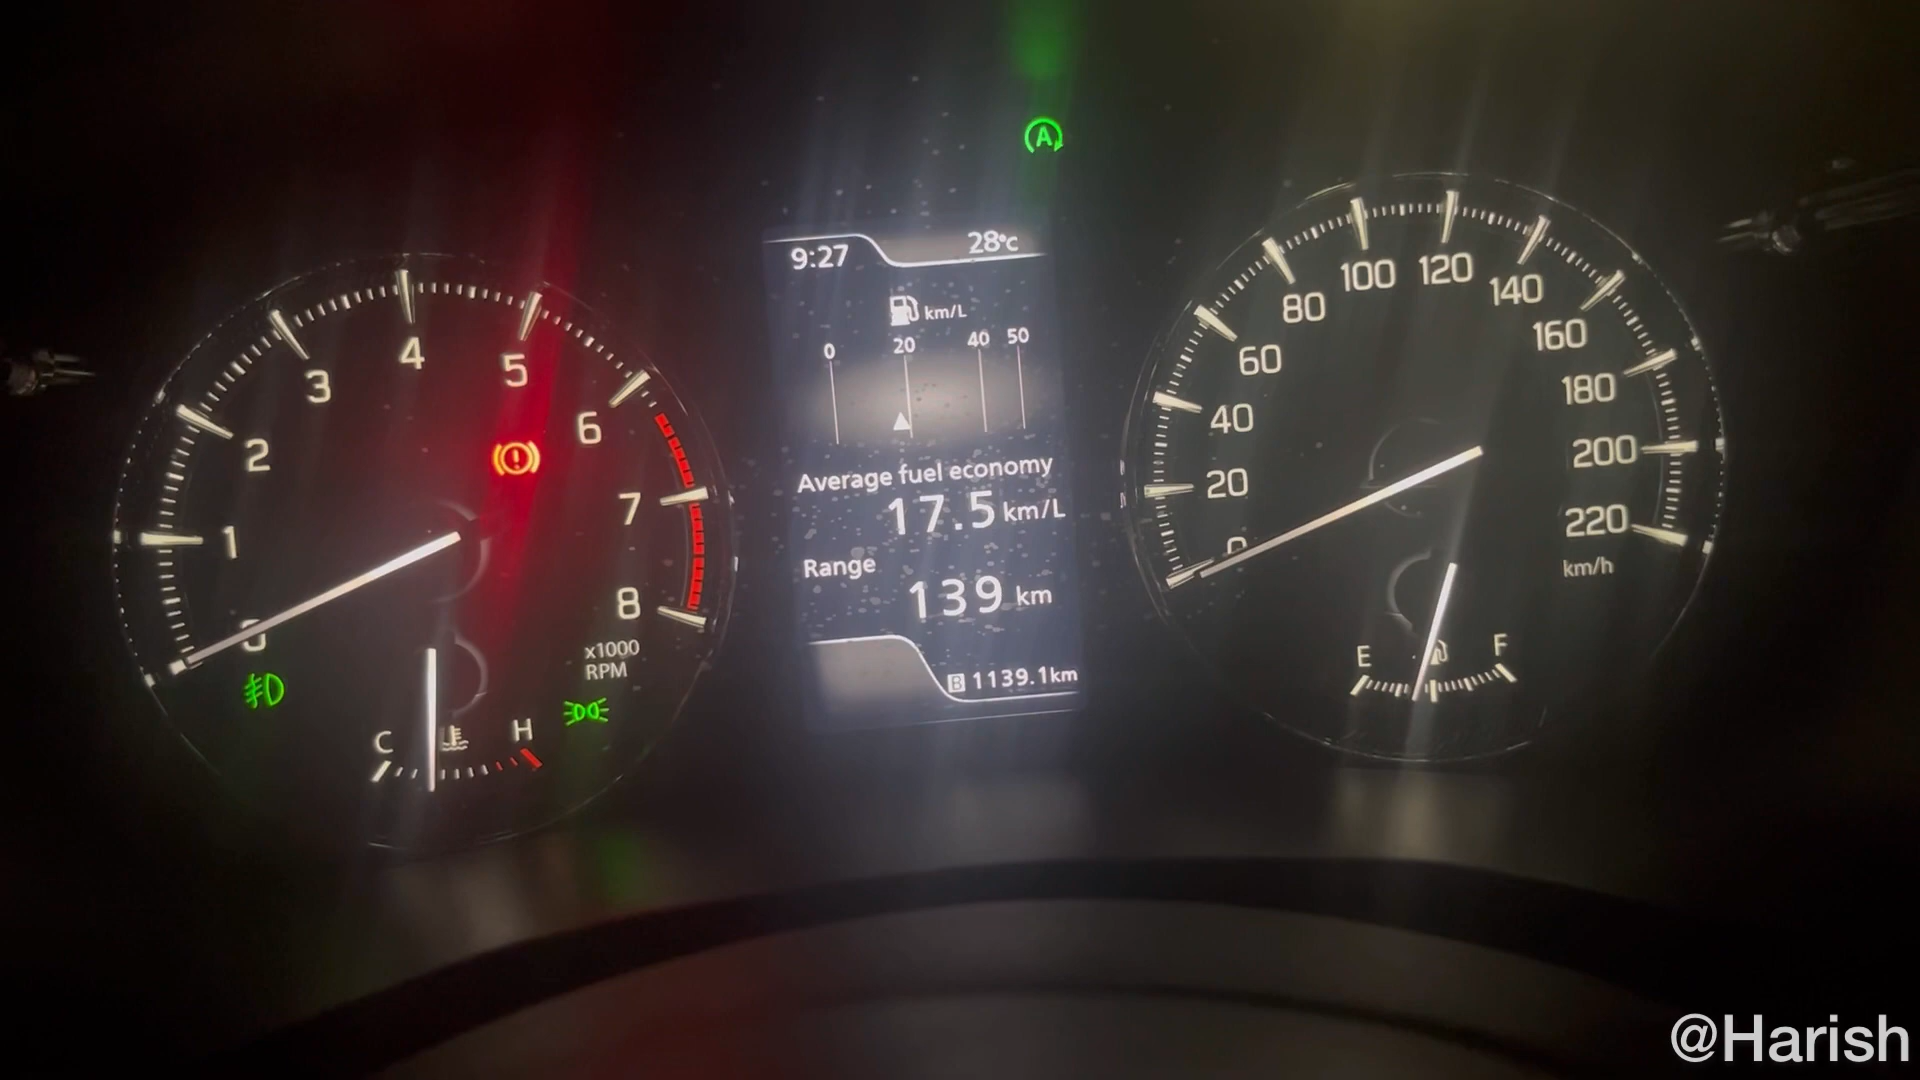 A
9:27
28°C
km/L
0 20 40 50
Average fuel economy
17.5 km/L
Range
139 km
B 1139.1km
0 1 2 3 4 5 6 7 8
x1000
RPM
C H
0 20 40 60 80 100 120 140 160 180 200 220
km/h
E F
@Harish